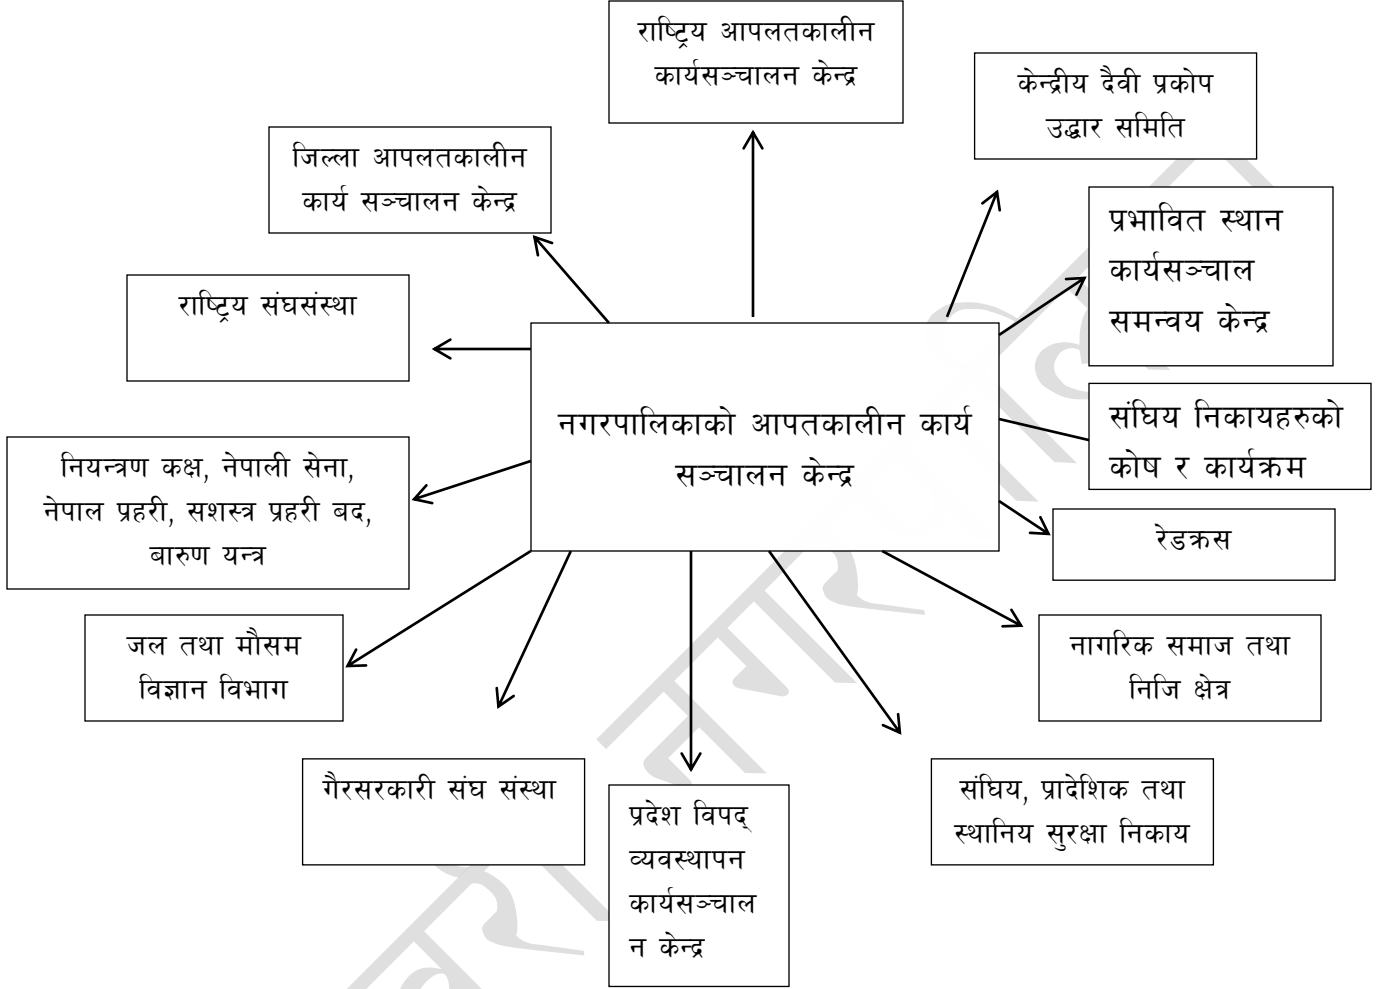 राष्ट्रिय आपलतकालीन
कार्यसञ्चालन केन्द्र
केन्द्रीय दैवी प्रकोप
उद्धार समिति
जिल्ला आपलतकालीन
कार्य सञ्चालन केन्द्र
प्रभावित स्थान
कार्यसञ्चाल
समन्वय केन्द्र
राष्ट्रिय संघसंस्था
नगरपालिकाको आपतकालीन कार्य
सञ्चालन केन्द्र
संघिय निकायहरुको
कोष र कार्यक्रम
नियन्त्रण कक्ष, नेपाली सेना,
नेपाल प्रहरी, सशस्त्र प्रहरी बद,
बारुण यन्त्र
रेडक्रस
जल तथा मौसम
विज्ञान विभाग
नागरिक समाज तथा
निजि क्षेत्र
गैरसरकारी संघ संस्था
प्रदेश विपद्
व्यवस्थापन
कार्यसञ्चाल
न केन्द्र
संघिय, प्रादेशिक तथा
स्थानिय सुरक्षा निकाय